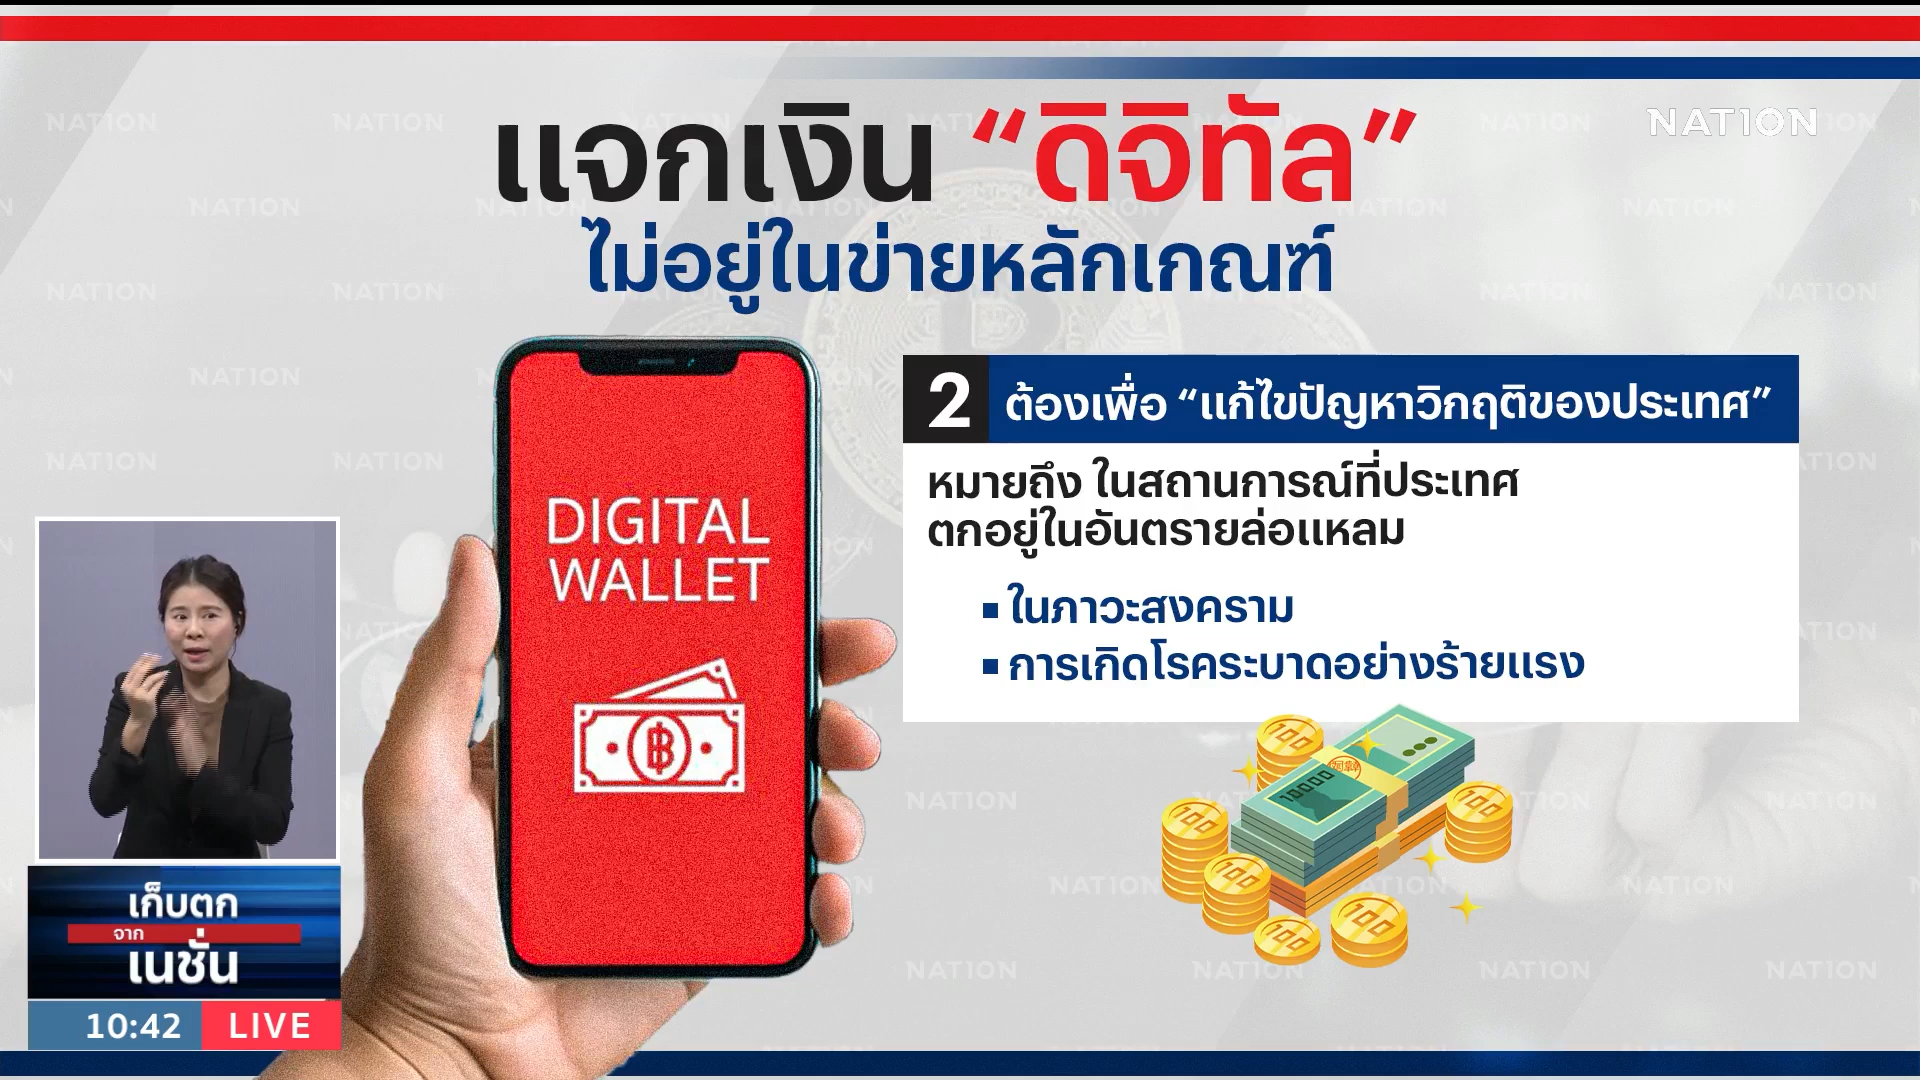 แจกเงิน “ดิจิทัล”
NATION
ไม่อยู่ในข่ายหลักเกณฑ์
2 ต้องเพื่อ “แก้ไขปัญหาวิกฤติของประเทศ”
หมายถึง ในสถานการณ์ที่ประเทศ
ตกอยู่ในอันตรายล่อแหลม
▪ ในภาวะสงคราม
▪ การเกิดโรคระบาดอย่างร้ายแรง
DIGITAL
WALLET
฿
100
10000
100
100
100
100
100
เก็บตก
จาก
เนชั่น
10:42 LIVE